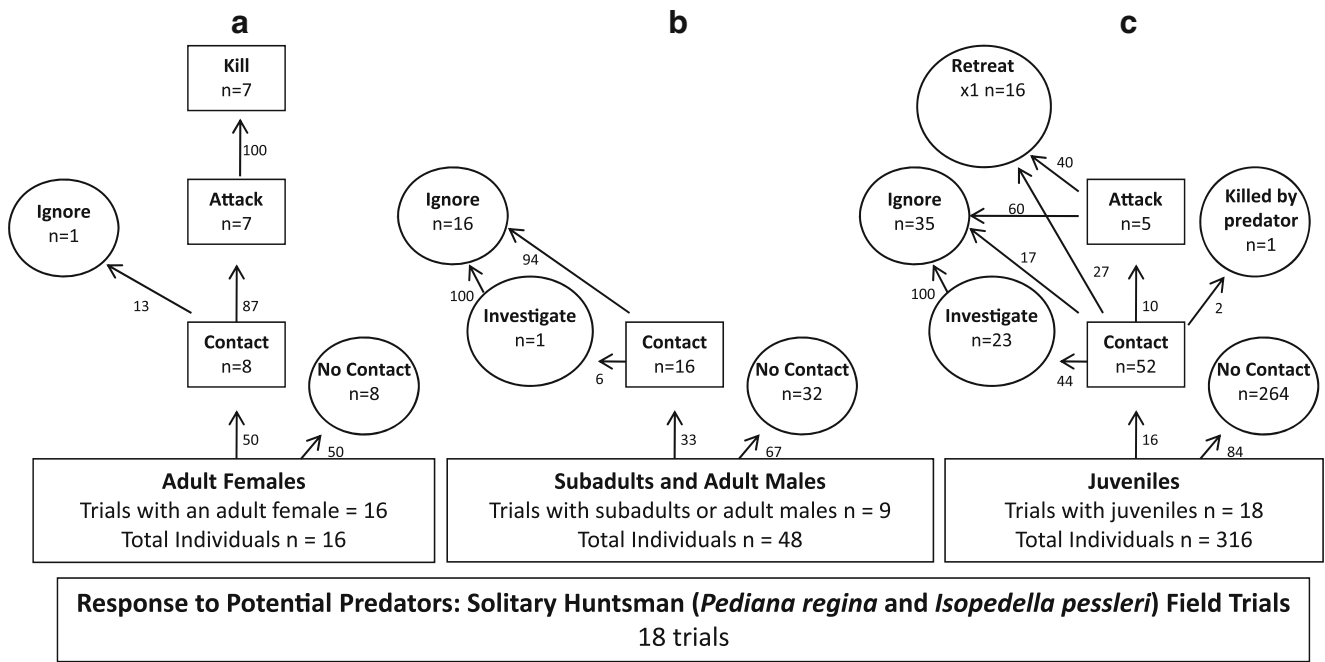 a
Kill
n=7
100
Attack
n=7
Ignore
n=1
13
87
Contact
n=8
No Contact
n=8
50
50
Adult Females
Trials with an adult female = 16
Total Individuals n = 16
b
Ignore
n=16
94
100
Investigate
n=1
6
Contact
n=16
No Contact
n=32
33
67
Subadults and Adult Males
Trials with subadults or adult males n = 9
Total Individuals n = 48
c
Retreat
x1 n=16
40
Attack
n=5
60
Ignore
n=35
Killed by
predator
n=1
17
27
100
10
2
Investigate
n=23
44
Contact
n=52
No Contact
n=264
16
84
Juveniles
Trials with juveniles n = 18
Total Individuals n = 316
Response to Potential Predators: Solitary Huntsman (Pediana regina and Isopedella pessleri) Field Trials
18 trials